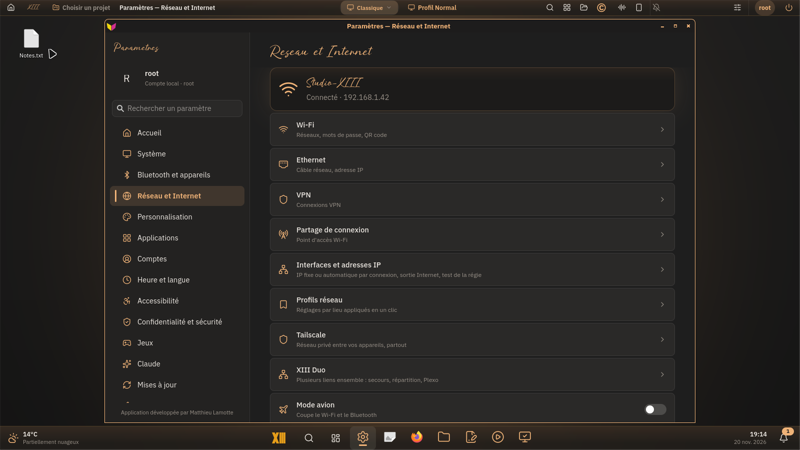 Choisir un projet
Paramètres — Réseau et Internet
Classique
Profil Normal
root
Notes.txt
Paramètres — Réseau et Internet
Paramètres
R
root
Compte local · root
Rechercher un paramètre
Accueil
Système
Bluetooth et appareils
Réseau et Internet
Personnalisation
Applications
Comptes
Heure et langue
Accessibilité
Confidentialité et sécurité
Jeux
Claude
Mises à jour
Application développée par Matthieu Lamotte
Réseau et Internet
Studio-XIII
Connecté · 192.168.1.42
Wi-Fi
Réseaux, mots de passe, QR code
Ethernet
Câble réseau, adresse IP
VPN
Connexions VPN
Partage de connexion
Point d'accès Wi-Fi
Interfaces et adresses IP
IP fixe ou automatique par connexion, sortie Internet, test de la régie
Profils réseau
Réglages par lieu appliqués en un clic
Tailscale
Réseau privé entre vos appareils, partout
XIII Duo
Plusieurs liens ensemble : secours, répartition, Plexo
Mode avion
Coupe le Wi-Fi et le Bluetooth
14°C
Partiellement nuageux
XIII
19:14
20 nov. 2026
1